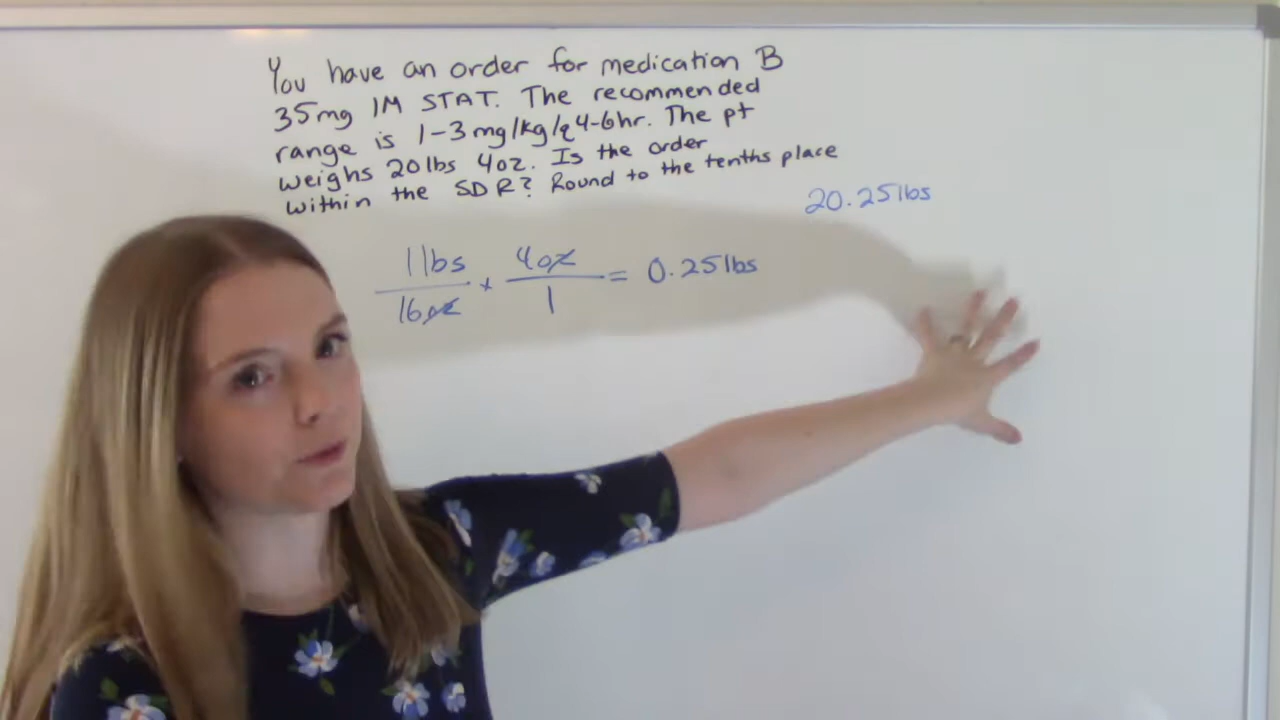 You have an order for medication B
35mg IM STAT. The recommended
range is 1-3mg/kg/q4-6hr. The pt
weighs 20lbs 4oz. Is the order
within the SDR? Round to the tenths place
20.25lbs
1lbs/16oz × 4oz/1 = 0.25lbs